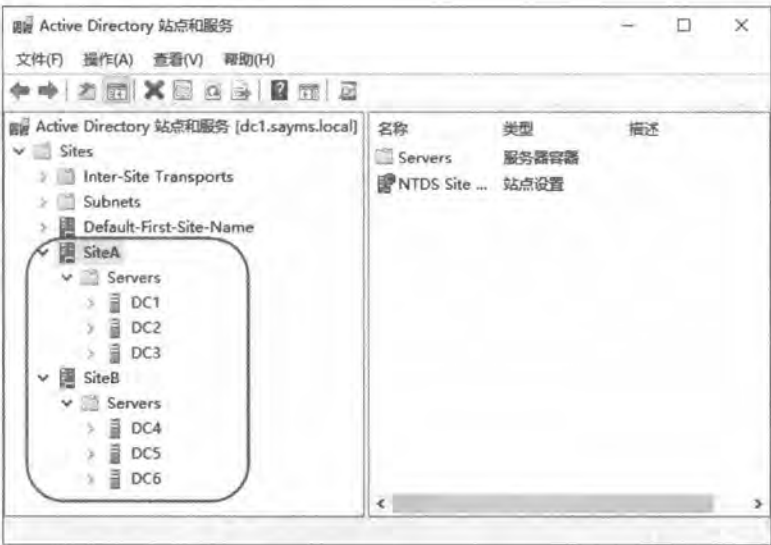 Active Directory 站点和服务
文件(F) 操作(A) 查看(V) 帮助(H)
Active Directory 站点和服务 [dc1.sayms.local]
Sites
Inter-Site Transports
Subnets
Default-First-Site-Name
SiteA
Servers
DC1
DC2
DC3
SiteB
Servers
DC4
DC5
DC6
名称 类型 描述
Servers 服务器容器
NTDS Site ... 站点设置